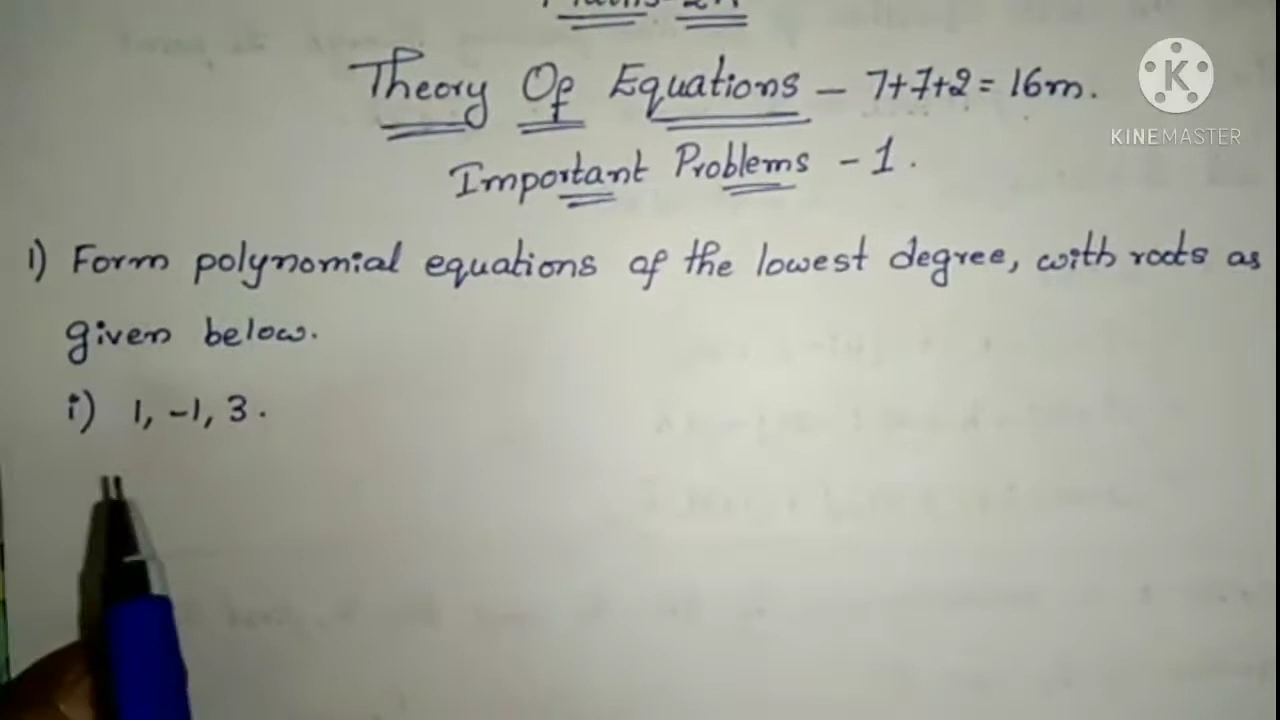 Theory Of Equations - 7+7+2 = 16m.
KINEMASTER
Important Problems - 1.
1) Form polynomial equations of the lowest degree, with roots as
given below.
i) 1, -1, 3.